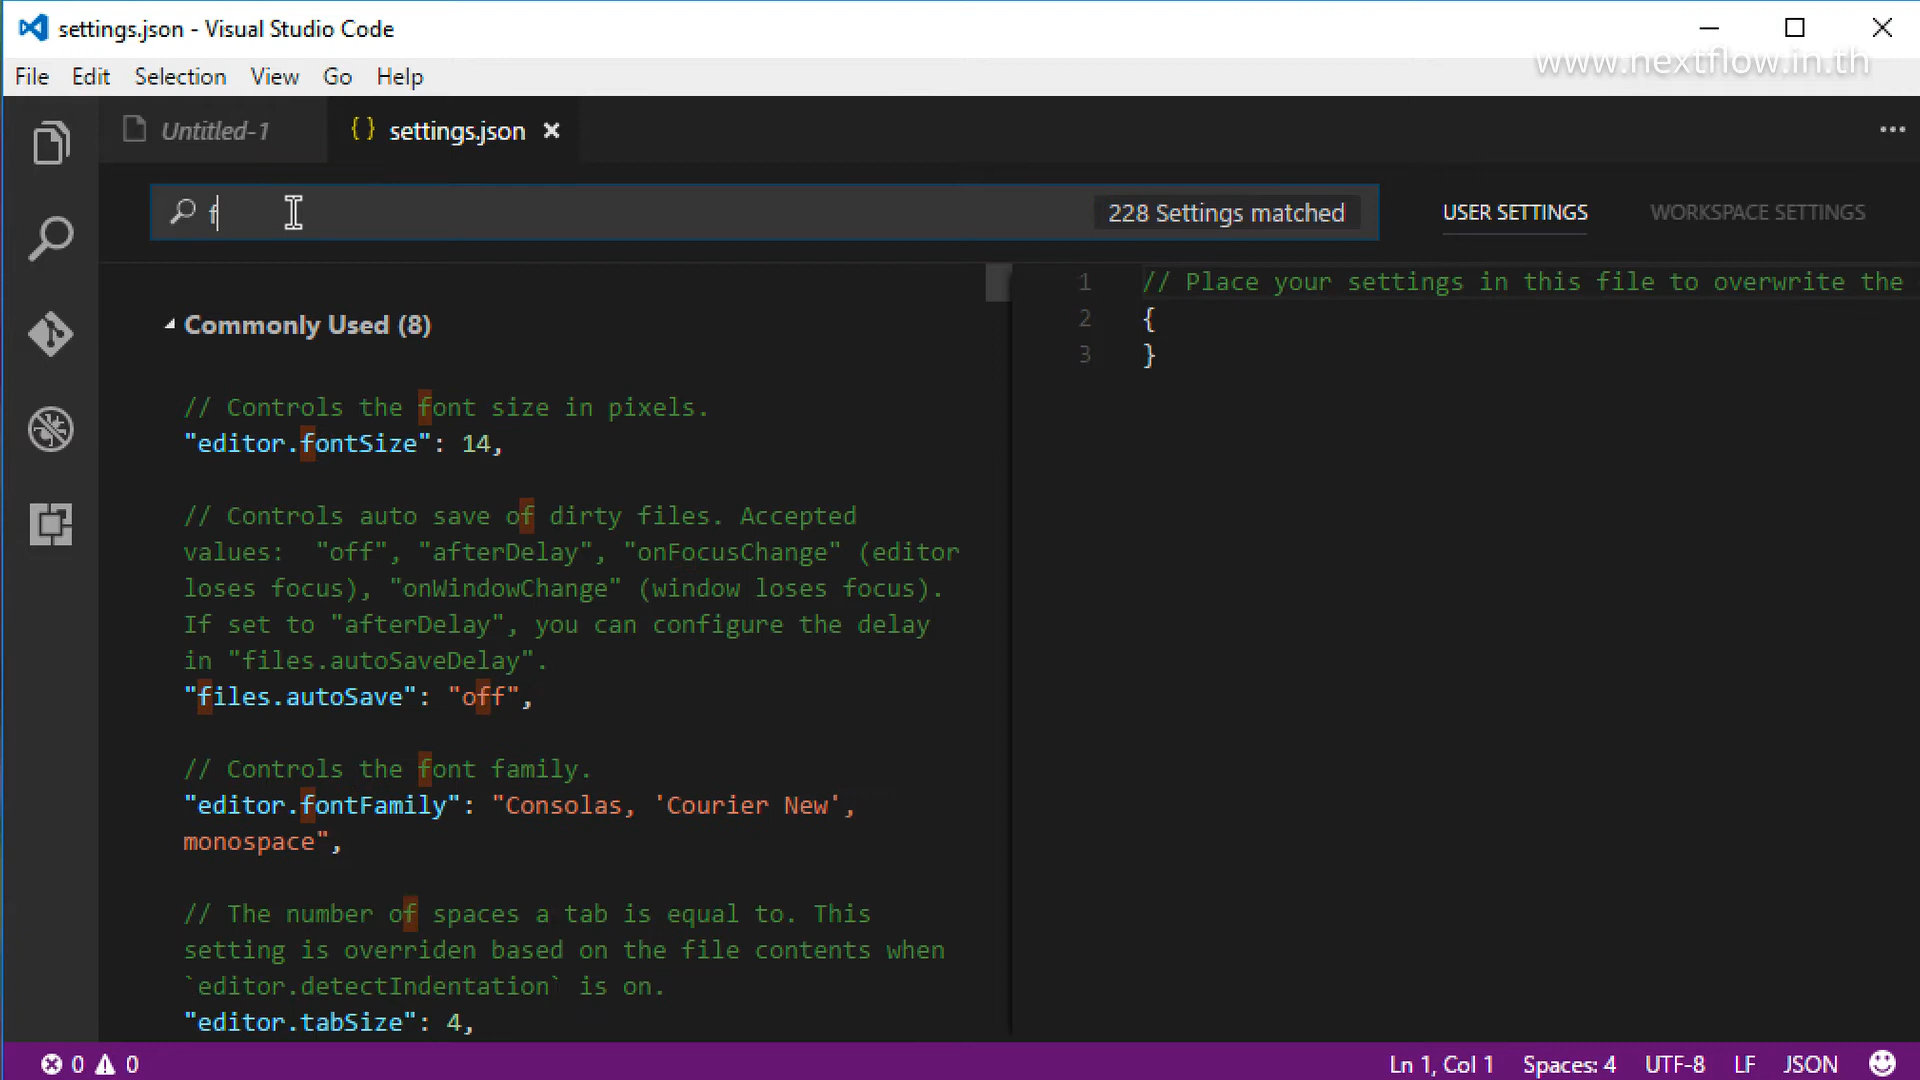 settings.json - Visual Studio Code
www.nextflow.in.th
File Edit Selection View Go Help
Untitled-1
{} settings.json
f
228 Settings matched
USER SETTINGS
WORKSPACE SETTINGS
Commonly Used (8)
// Controls the font size in pixels.
"editor.fontSize": 14,
// Controls auto save of dirty files. Accepted
values:  "off", "afterDelay", "onFocusChange" (editor
loses focus), "onWindowChange" (window loses focus).
If set to "afterDelay", you can configure the delay
in "files.autoSaveDelay".
"files.autoSave": "off",
// Controls the font family.
"editor.fontFamily": "Consolas, 'Courier New',
monospace",
// The number of spaces a tab is equal to. This
setting is overriden based on the file contents when
`editor.detectIndentation` is on.
"editor.tabSize": 4,
1 // Place your settings in this file to overwrite the
2 {
3 }
0 0
Ln 1, Col 1 Spaces: 4 UTF-8 LF JSON